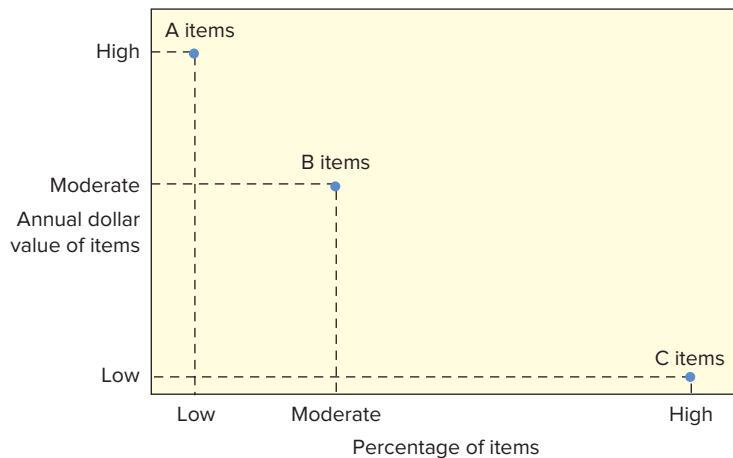 A items
High
B items
Moderate
Annual dollar
value of items
C items
Low
Low
Moderate
High
Percentage of items